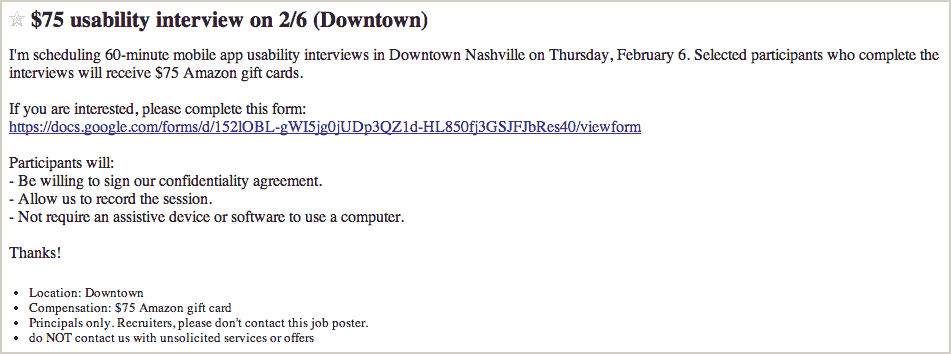 $75 usability interview on 2/6 (Downtown)
I'm scheduling 60-minute mobile app usability interviews in Downtown Nashville on Thursday, February 6. Selected participants who complete the
interviews will receive $75 Amazon gift cards.
If you are interested, please complete this form:
https://docs.google.com/forms/d/152lOBL-gWI5jg0jUDp3QZ1d-HL850fj3GSJFJbRes40/viewform
Participants will:
- Be willing to sign our confidentiality agreement.
- Allow us to record the session.
- Not require an assistive device or software to use a computer.
Thanks!
• Location: Downtown
• Compensation: $75 Amazon gift card
• Principals only. Recruiters, please don't contact this job poster.
• do NOT contact us with unsolicited services or offers